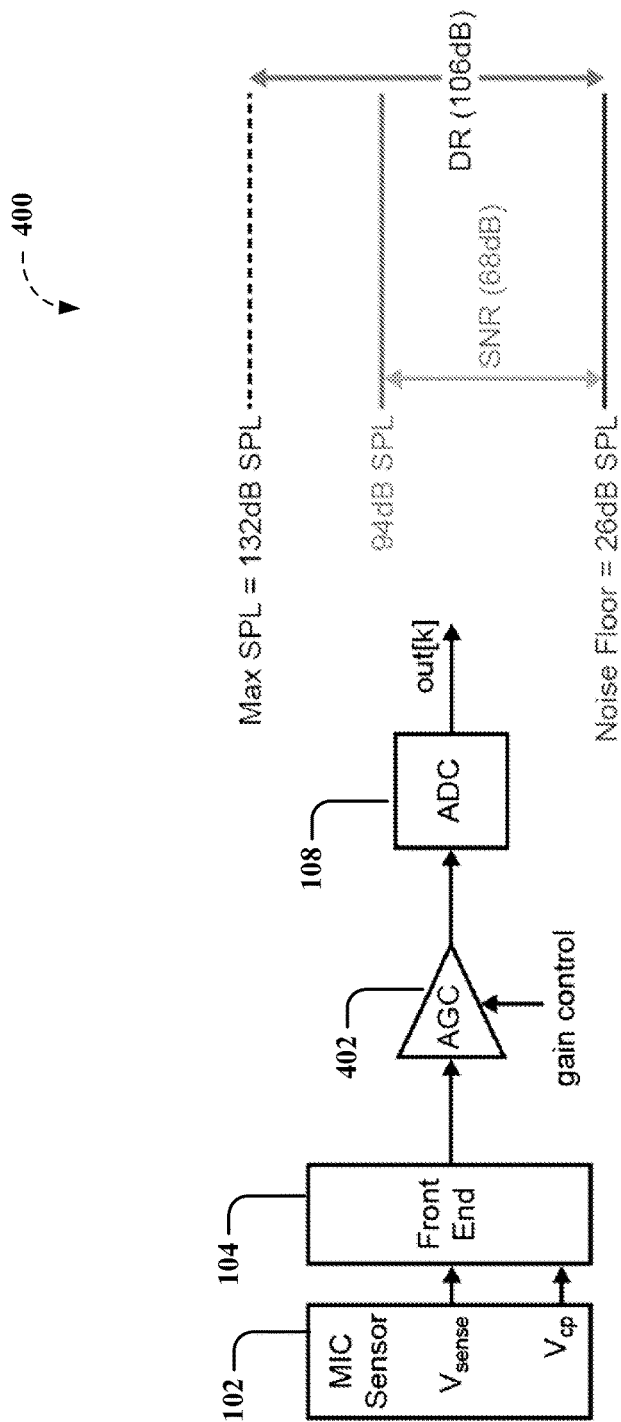 400
102
MIC
Sensor
Vsense
Vcp
104
Front
End
402
AGC
gain control
108
ADC
out[k]
Max SPL = 132dB SPL
94dB SPL
Noise Floor = 26dB SPL
SNR (68dB)
DR (106dB)